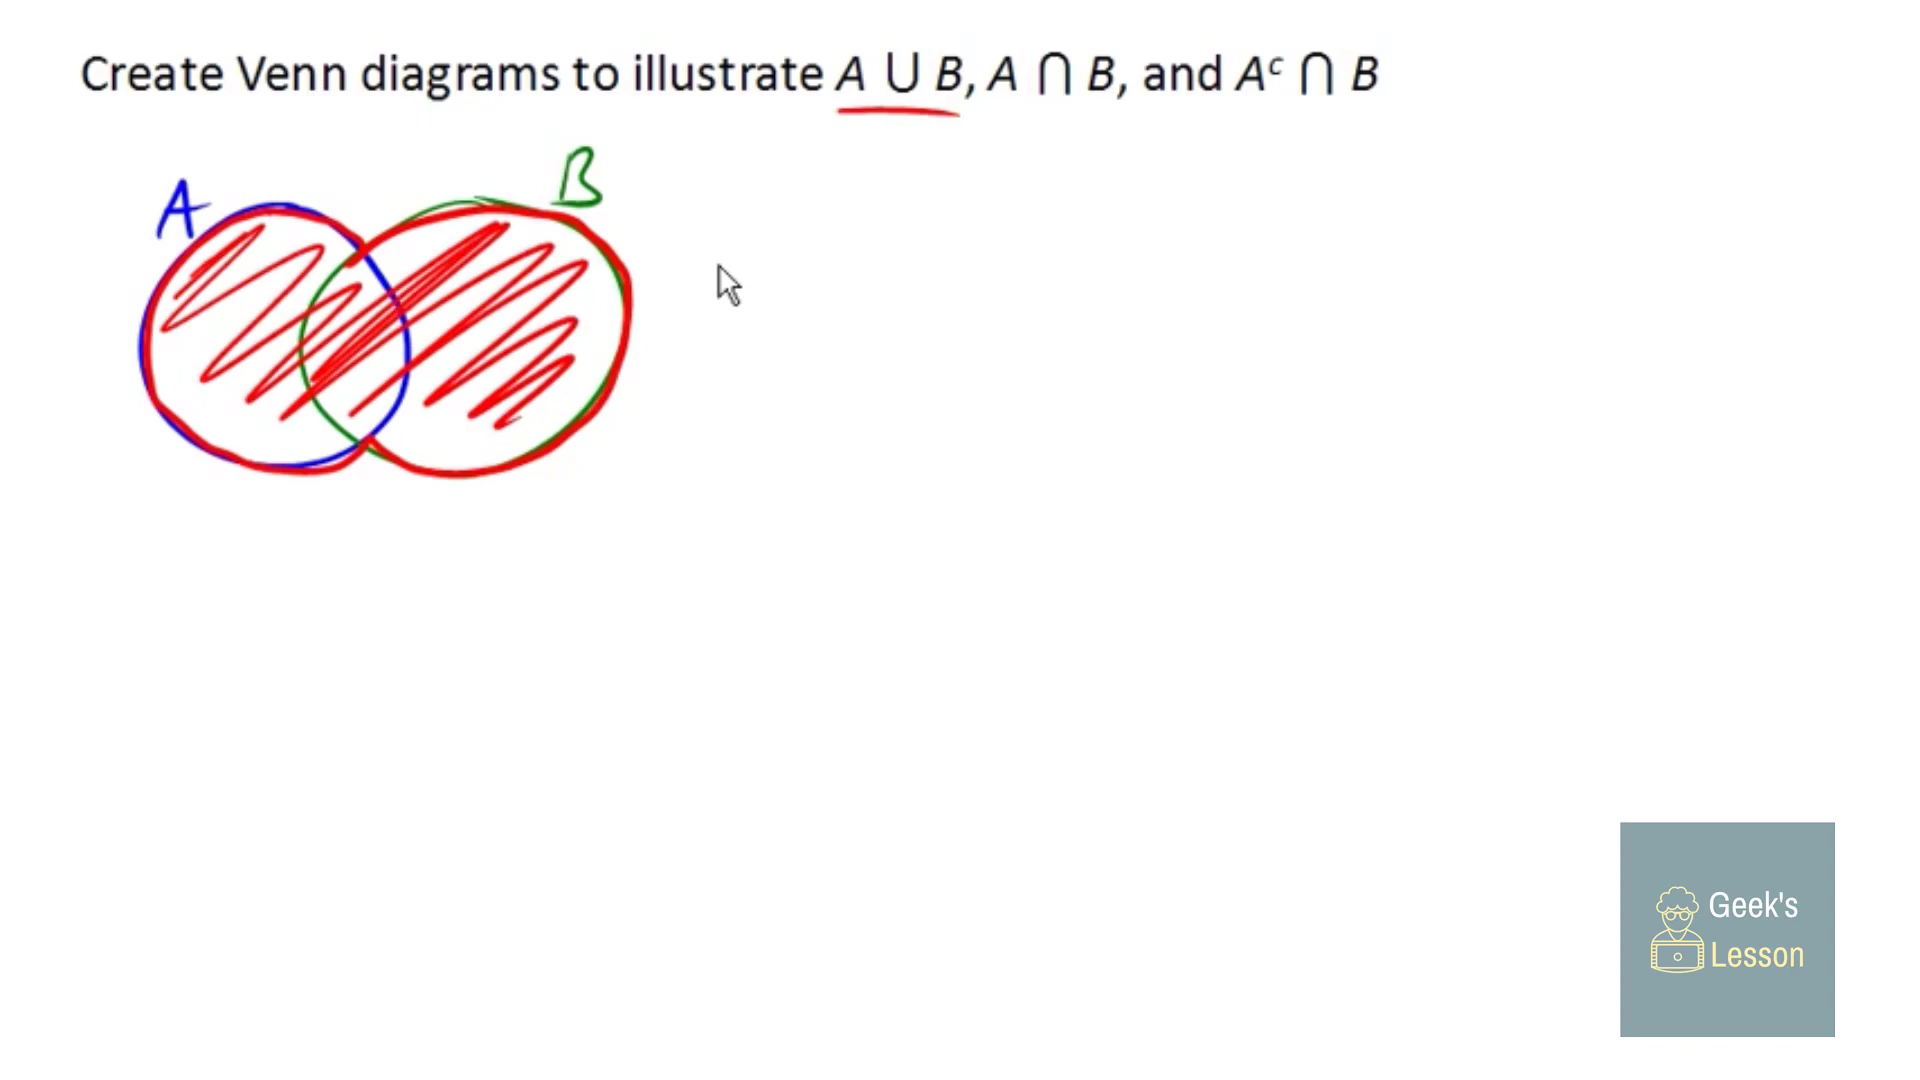 Create Venn diagrams to illustrate A ∪ B, A ∩ B, and Aᶜ ∩ B
A
B
Geek's
Lesson